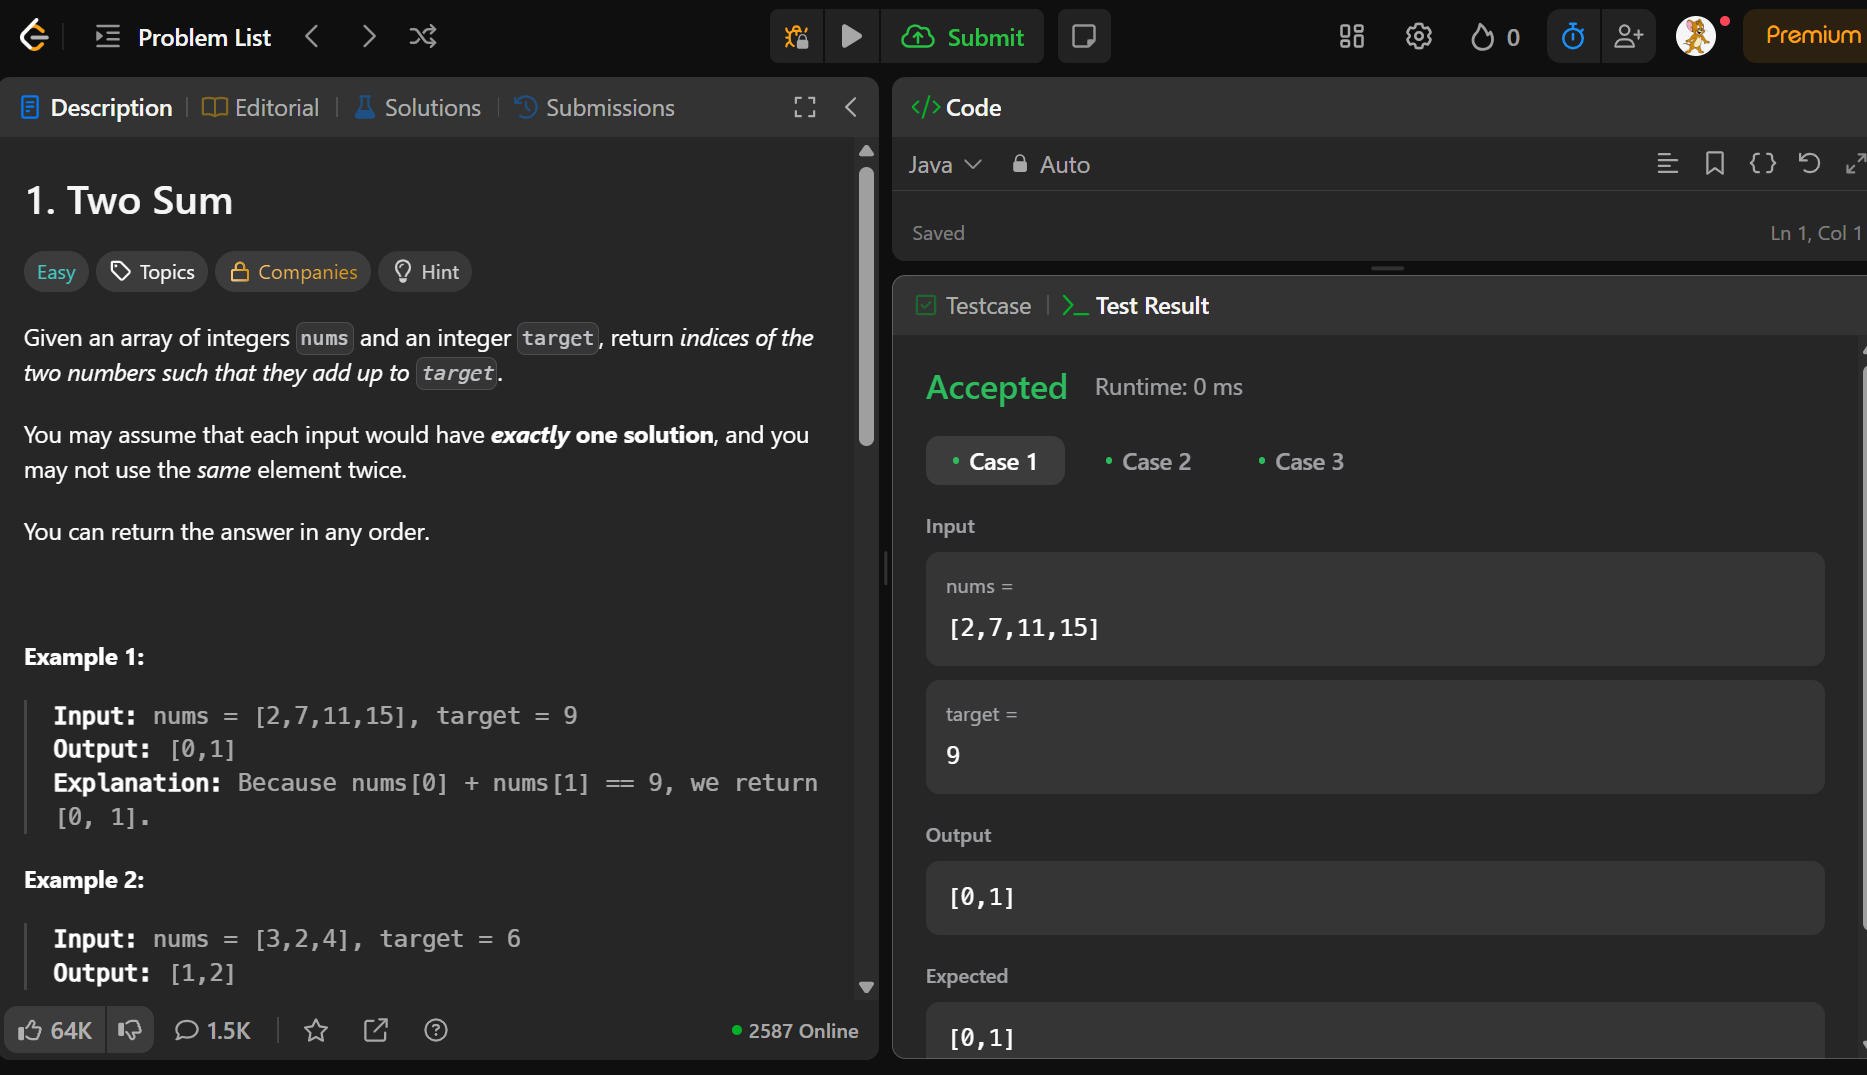 Problem List
Submit
0
Premium
Description
Editorial
Solutions
Submissions
1. Two Sum
Easy
Topics
Companies
Hint
Given an array of integers nums and an integer target, return indices of the
two numbers such that they add up to target.
You may assume that each input would have exactly one solution, and you
may not use the same element twice.
You can return the answer in any order.
Example 1:
Input: nums = [2,7,11,15], target = 9
Output: [0,1]
Explanation: Because nums[0] + nums[1] == 9, we return
[0, 1].
Example 2:
Input: nums = [3,2,4], target = 6
Output: [1,2]
64K
1.5K
2587 Online
</> Code
Java
Auto
Saved
Ln 1, Col 1
Testcase
Test Result
Accepted
Runtime: 0 ms
Case 1
Case 2
Case 3
Input
nums =
[2,7,11,15]
target =
9
Output
[0,1]
Expected
[0,1]